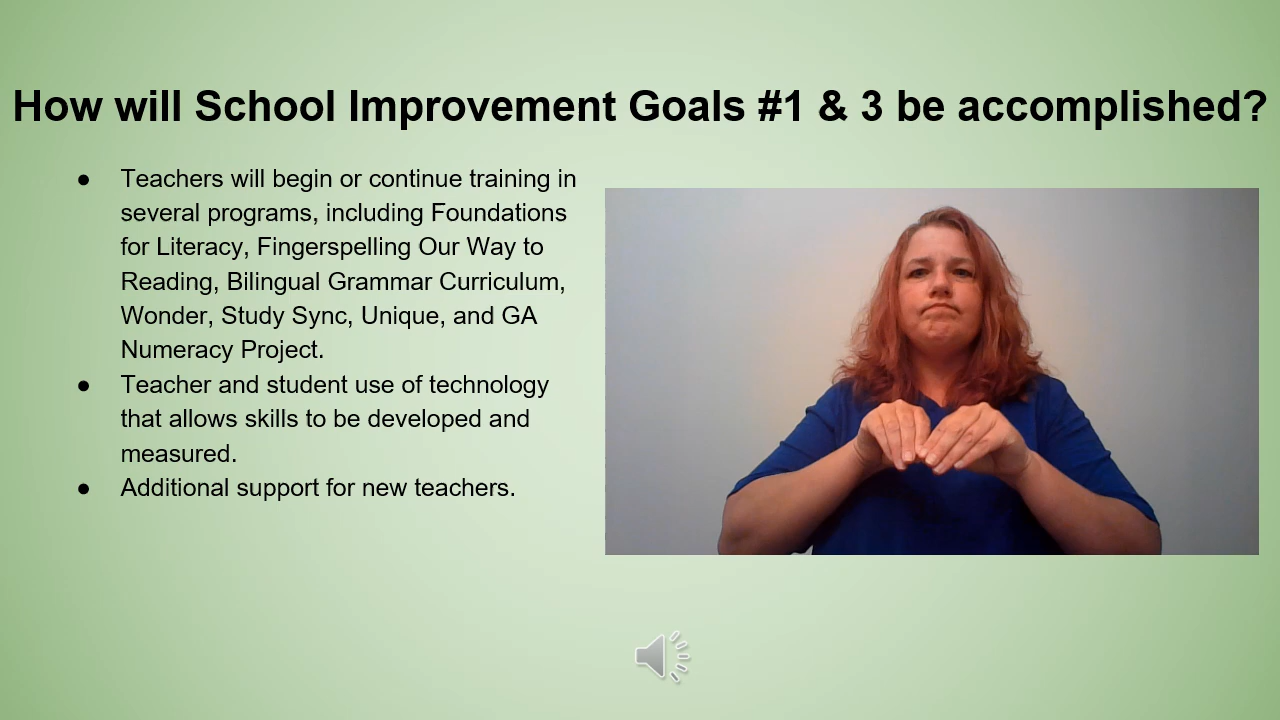 How will School Improvement Goals #1 & 3 be accomplished?
● Teachers will begin or continue training in
several programs, including Foundations
for Literacy, Fingerspelling Our Way to
Reading, Bilingual Grammar Curriculum,
Wonder, Study Sync, Unique, and GA
Numeracy Project.
● Teacher and student use of technology
that allows skills to be developed and
measured.
● Additional support for new teachers.